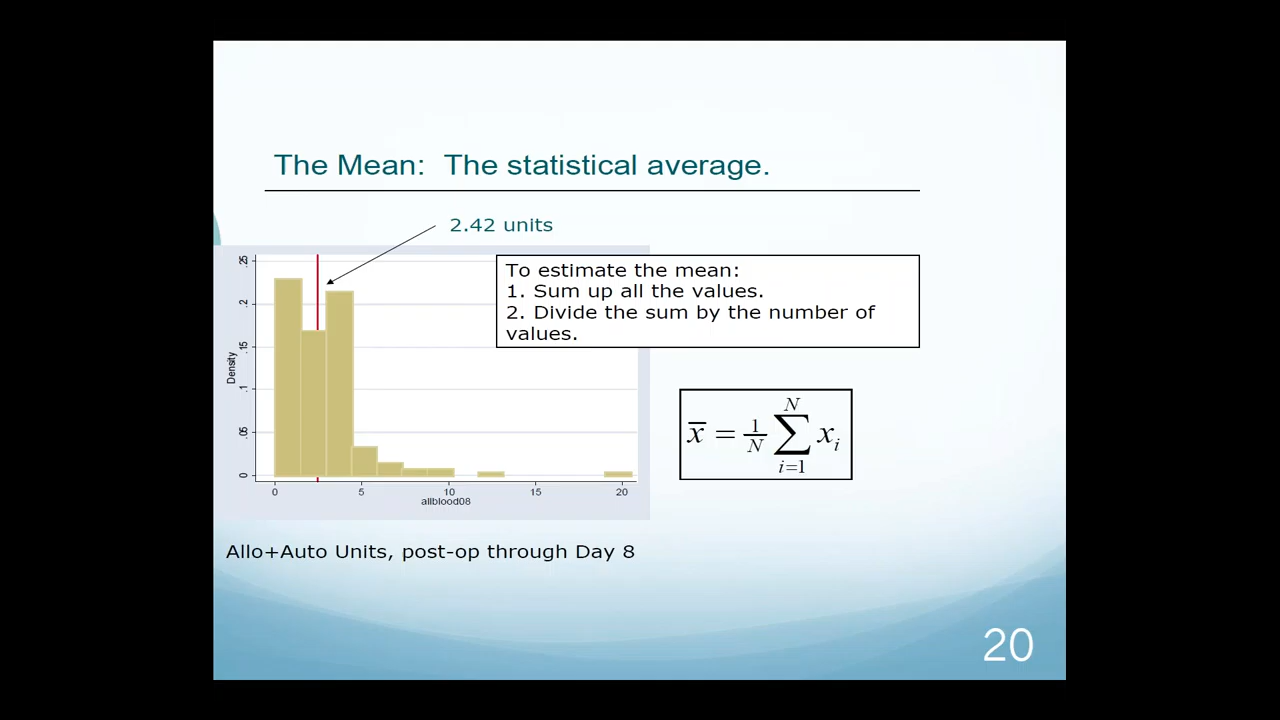 The Mean: The statistical average.
2.42 units
To estimate the mean:
1. Sum up all the values.
2. Divide the sum by the number of
values.
.25
.2
.15
.1
.05
0
Density
0 5 10 15 20
allblood08
x̄ = 1/N ∑ᵢ₌₁ᴺ xᵢ
Allo+Auto Units, post-op through Day 8
20